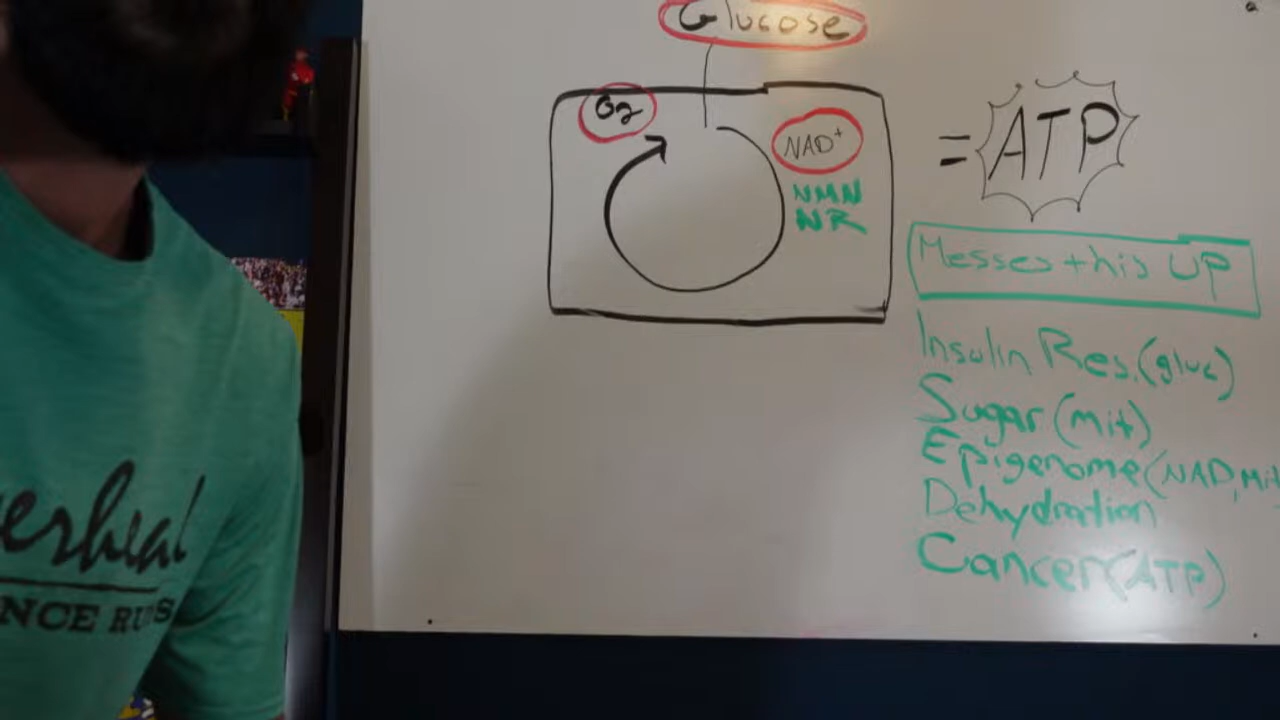 Glucose
O2
NAD+
NMN
NR
= ATP
Messes this UP
Insulin Res. (gluc)
Sugar (mit)
Epigenome (NAD, Mit
Dehydration
Cancer (ATP)
erheal
NCE RU S